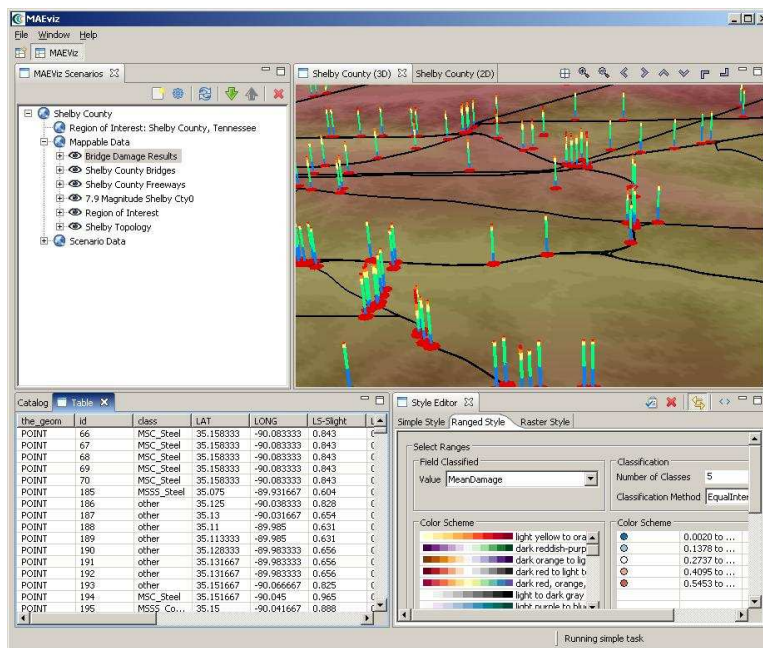 MAEviz
File Window Help
MAEViz
MAEViz Scenarios
Shelby County
Region of Interest: Shelby County, Tennessee
Mappable Data
Bridge Damage Results
Shelby County Bridges
Shelby County Freeways
7.9 Magnitude Shelby Cty0
Region of Interest
Shelby Topology
Scenario Data
Shelby County (3D) Shelby County (2D)
Catalog Table
the_geom id class LAT LONG LS-Slight
POINT 66 MSC_Steel 35.158333 -90.083333 0.843
POINT 67 MSC_Steel 35.158333 -90.083333 0.843
POINT 68 MSC_Steel 35.158333 -90.083333 0.843
POINT 69 MSC_Steel 35.158333 -90.083333 0.843
POINT 70 MSC_Steel 35.158333 -90.083333 0.843
POINT 185 MSSS_Steel 35.075 -89.931667 0.604
POINT 186 other 35.125 -90.038333 0.828
POINT 187 other 35.13 -90.031667 0.654
POINT 188 other 35.11 -89.985 0.631
POINT 189 other 35.113333 -89.985 0.631
POINT 190 other 35.128333 -89.983333 0.656
POINT 191 other 35.131667 -89.983333 0.656
POINT 192 other 35.131667 -89.983333 0.656
POINT 193 other 35.151667 -90.066667 0.825
POINT 194 MSC_Steel 35.151667 -90.045 0.965
POINT 195 MSSS_Co... 35.15 -90.041667 0.888
Style Editor
Simple Style Ranged Style Raster Style
Select Ranges
Field Classified
Value MeanDamage
Classification
Number of Classes 5
Classification Method EqualInter
Color Scheme
light yellow to ora
dark reddish-purp
dark orange to lig
dark red to light t
dark red, orange,
light to dark gray
light purple to blu
Color Scheme
0.0020 to ...
0.1378 to ...
0.2737 to ...
0.4095 to ...
0.5453 to ...
Running simple task